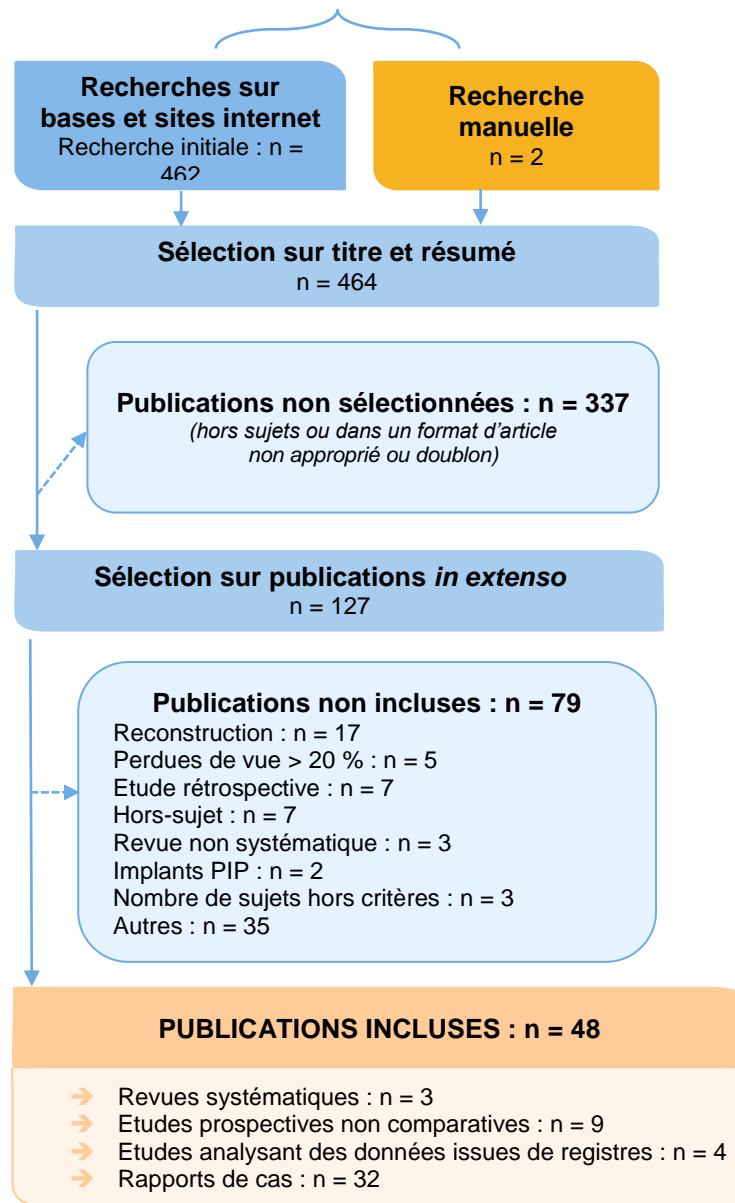 Recherches sur
bases et sites internet
Recherche initiale : n =
462
Recherche
manuelle
n = 2
Sélection sur titre et résumé
n = 464
Publications non sélectionnées : n = 337
(hors sujets ou dans un format d’article
non approprié ou doublon)
Sélection sur publications in extenso
n = 127
Publications non incluses : n = 79
Reconstruction : n = 17
Perdues de vue > 20 % : n = 5
Etude rétrospective : n = 7
Hors-sujet : n = 7
Revue non systématique : n = 3
Implants PIP : n = 2
Nombre de sujets hors critères : n = 3
Autres : n = 35
PUBLICATIONS INCLUSES : n = 48
Revues systématiques : n = 3
Etudes prospectives non comparatives : n = 9
Etudes analysant des données issues de registres : n = 4
Rapports de cas : n = 32